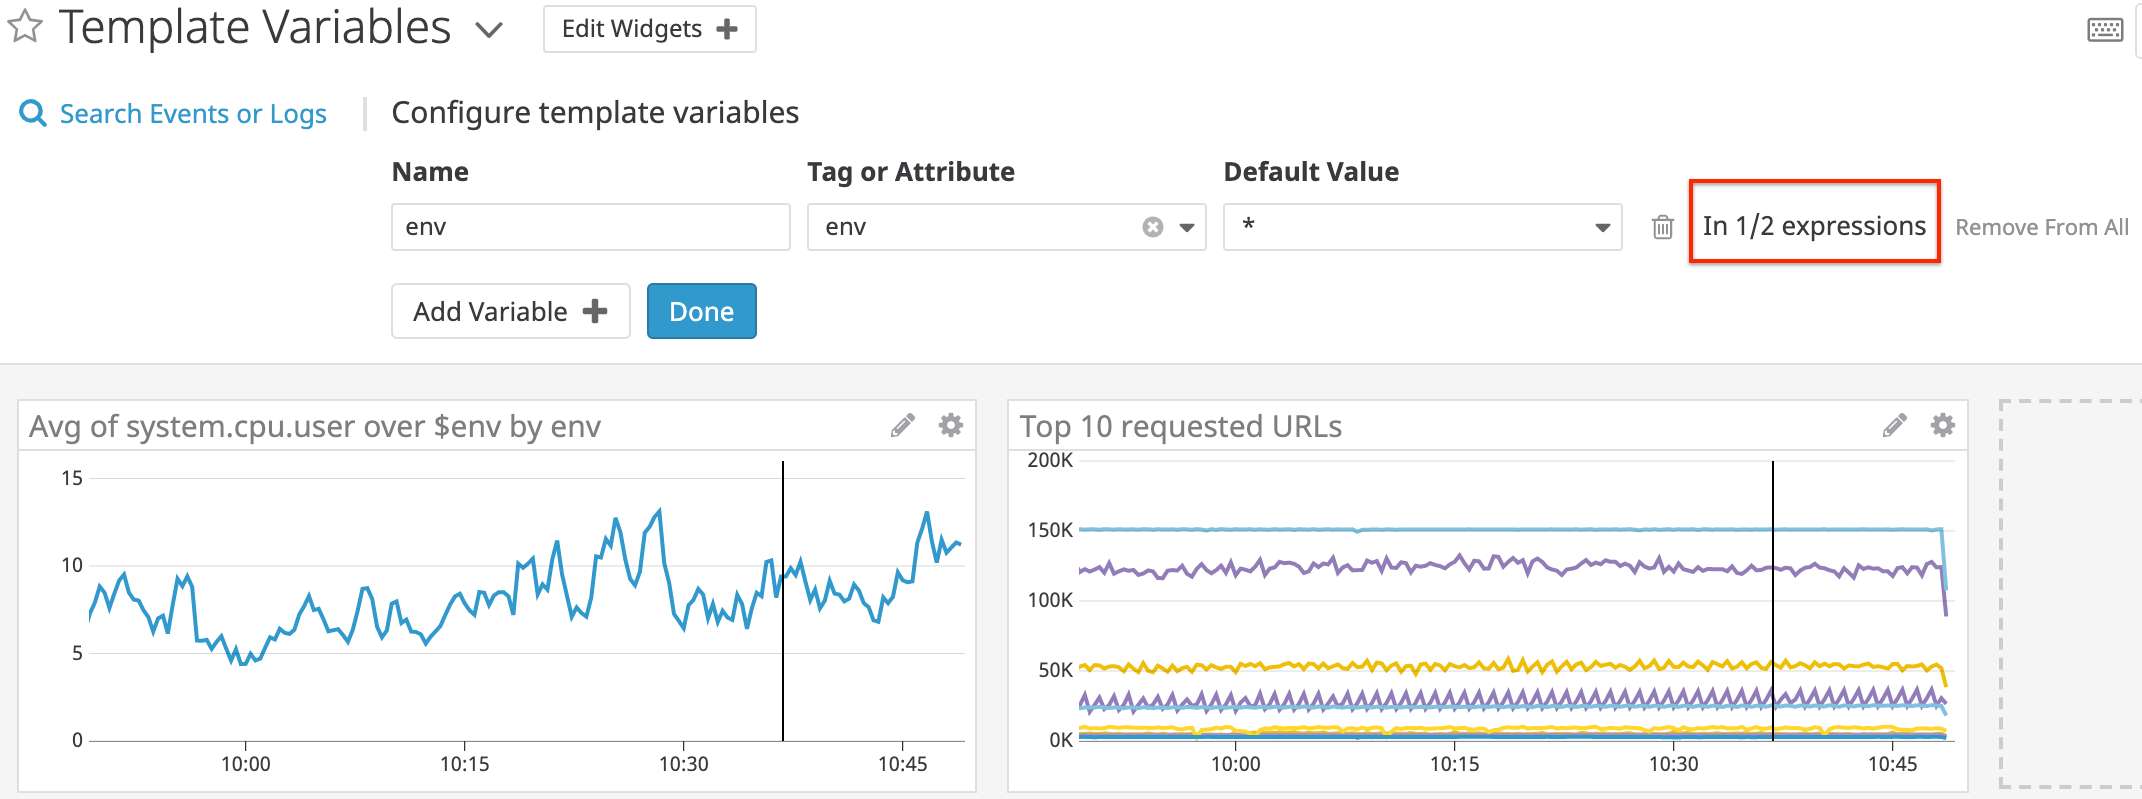 Template Variables
Edit Widgets
Search Events or Logs
Configure template variables
Name Tag or Attribute Default Value
env env * In 1/2 expressions Remove From All
Add Variable Done
Avg of system.cpu.user over $env by env
15
10
5
0
10:00 10:15 10:30 10:45
Top 10 requested URLs
200K
150K
100K
50K
0K
10:00 10:15 10:30 10:45